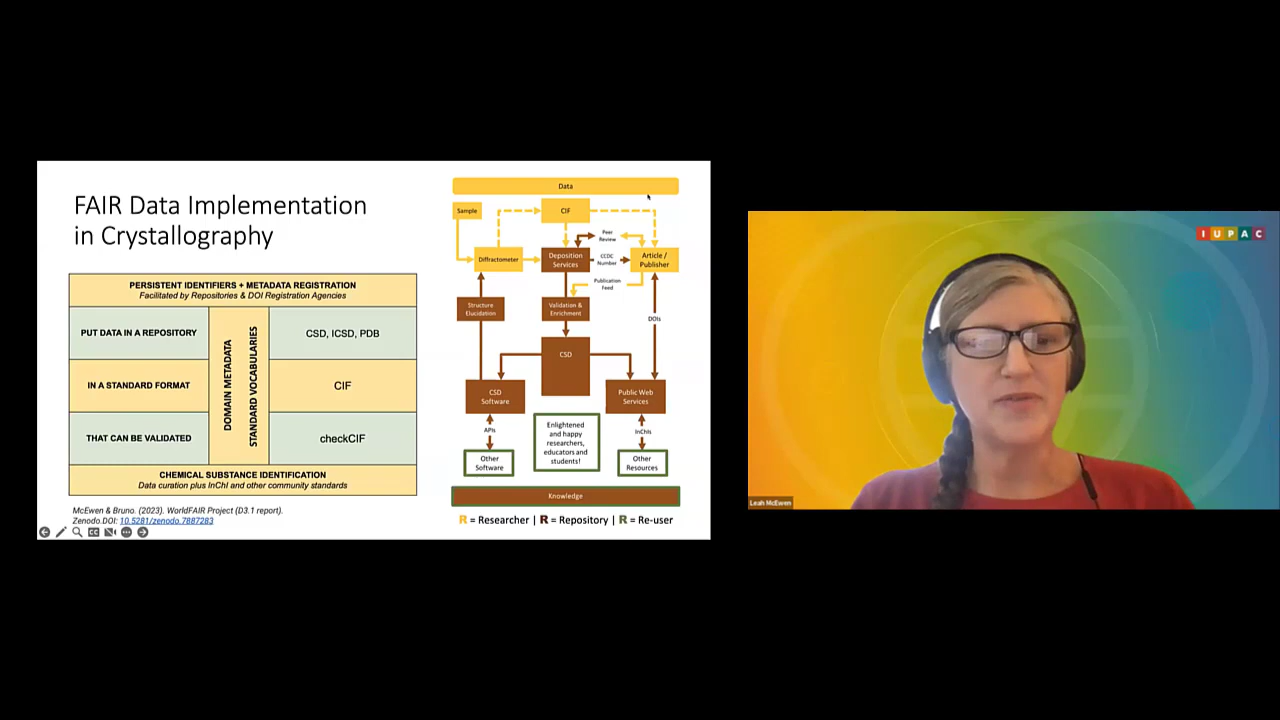 FAIR Data Implementation
in Crystallography
PERSISTENT IDENTIFIERS + METADATA REGISTRATION
Facilitated by Repositories & DOI Registration Agencies
PUT DATA IN A REPOSITORY
IN A STANDARD FORMAT
THAT CAN BE VALIDATED
DOMAIN METADATA
STANDARD VOCABULARIES
CSD, ICSD, PDB
CIF
checkCIF
CHEMICAL SUBSTANCE IDENTIFICATION
Data curation plus InChI and other community standards
McEwen & Bruno. (2023). WorldFAIR Project (D3.1 report).
Zenodo.DOI: 10.5281/zenodo.7887283
Data
Sample
CIF
Peer
Review
Diffractometer
Deposition
Services
CCDC
Number
Article /
Publisher
Publication
Feed
Structure
Elucidation
Validation &
Enrichment
DOIs
CSD
CSD
Software
Public Web
Services
APIs
Enlightened
and happy
researchers,
educators and
students!
InChIs
Other
Software
Other
Resources
Knowledge
R = Researcher | R = Repository | R = Re-user
CC
IUPAC
Leah McEwen